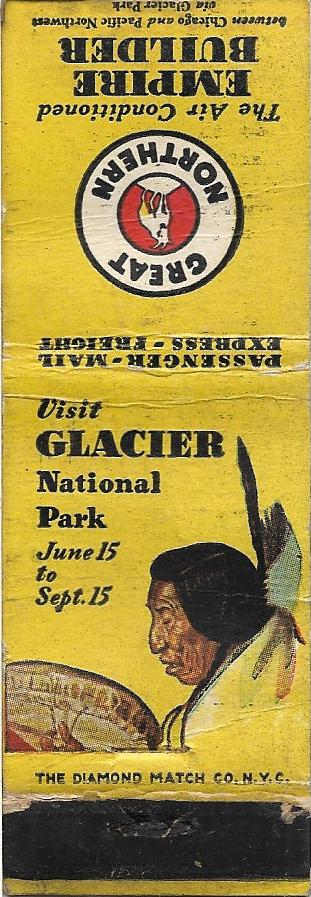 The Air Conditioned
EMPIRE
BUILDER
between Chicago and Pacific Northwest
via Glacier Park
GREAT
NORTHERN
PASSENGER - MAIL
EXPRESS - FREIGHT
Visit
GLACIER
National
Park
June 15
to
Sept. 15
THE DIAMOND MATCH CO. N.Y.C.